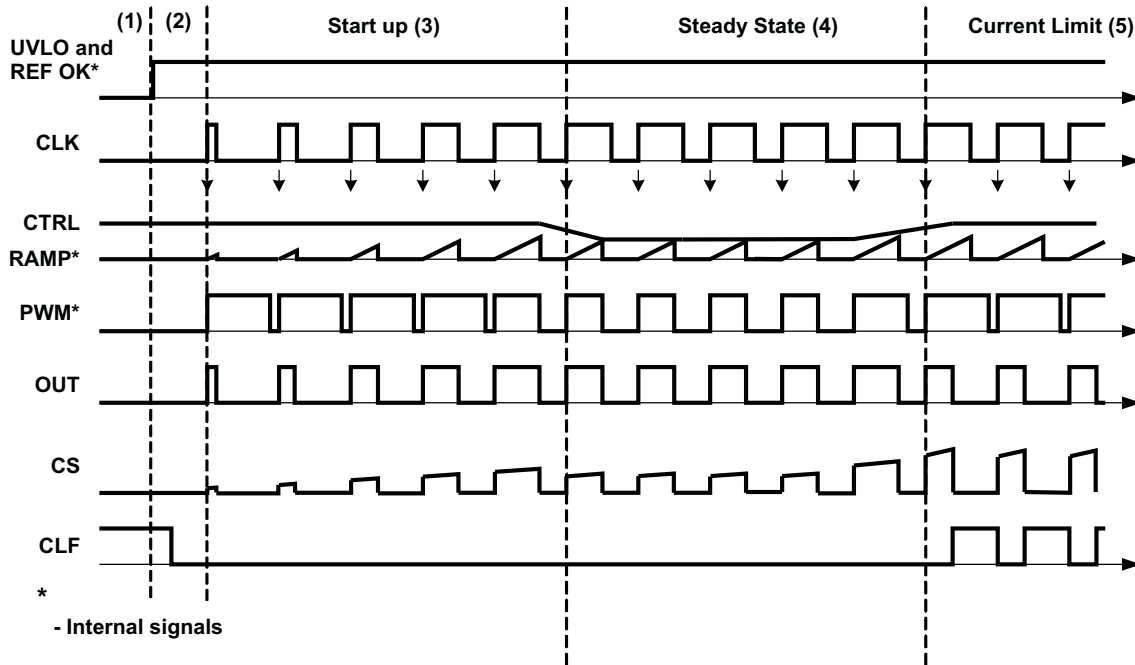 (1) (2) Start up (3) Steady State (4) Current Limit (5)
UVLO and
REF OK*
CLK
CTRL
RAMP*
PWM*
OUT
CS
CLF
*
- Internal signals